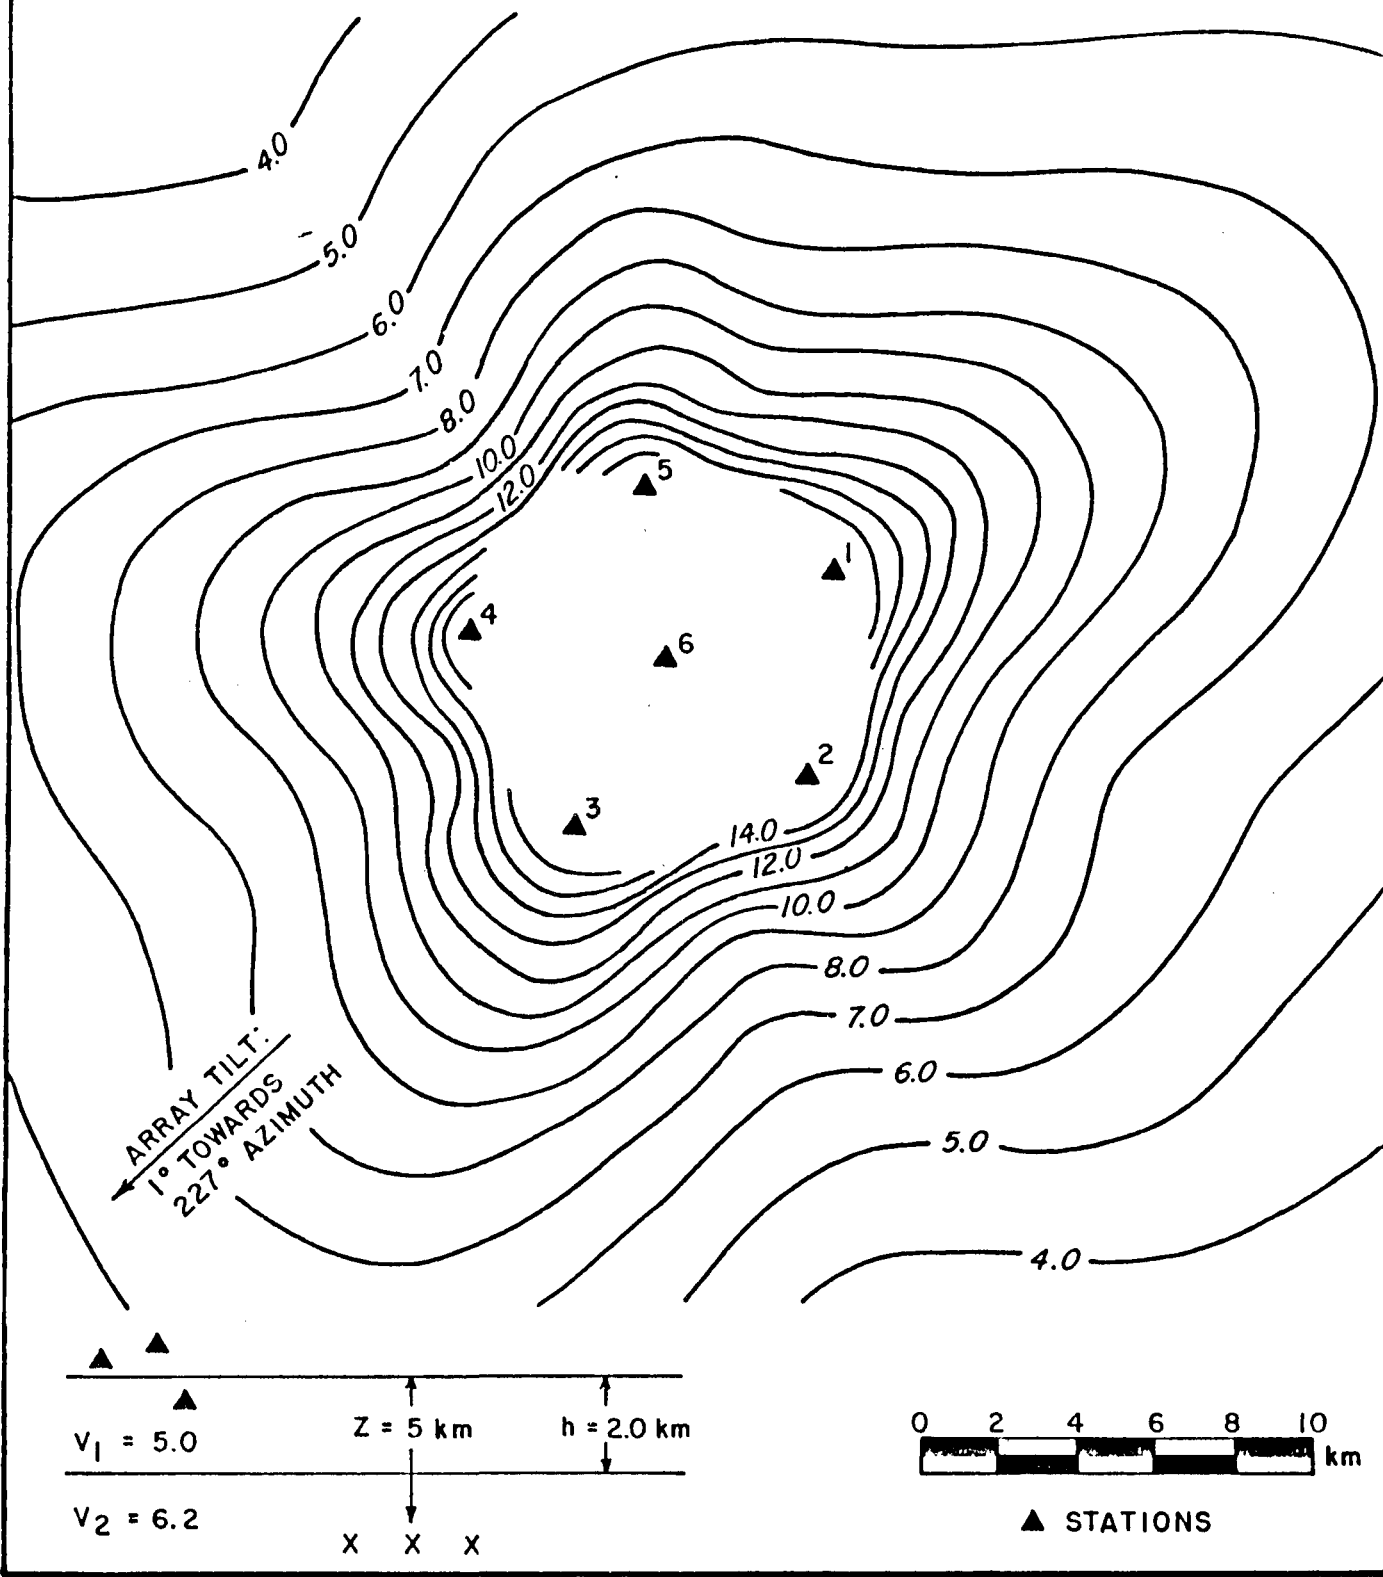 4.0
5.0
6.0
7.0
8.0
10.0
12.0
5
1
4
6
2
3
14.0
12.0
10.0
8.0
7.0
6.0
5.0
4.0
ARRAY TILT:
1° TOWARDS
227° AZIMUTH
V1 = 5.0
Z = 5 km
h = 2.0 km
V2 = 6.2
X X X
0 2 4 6 8 10
km
▲ STATIONS